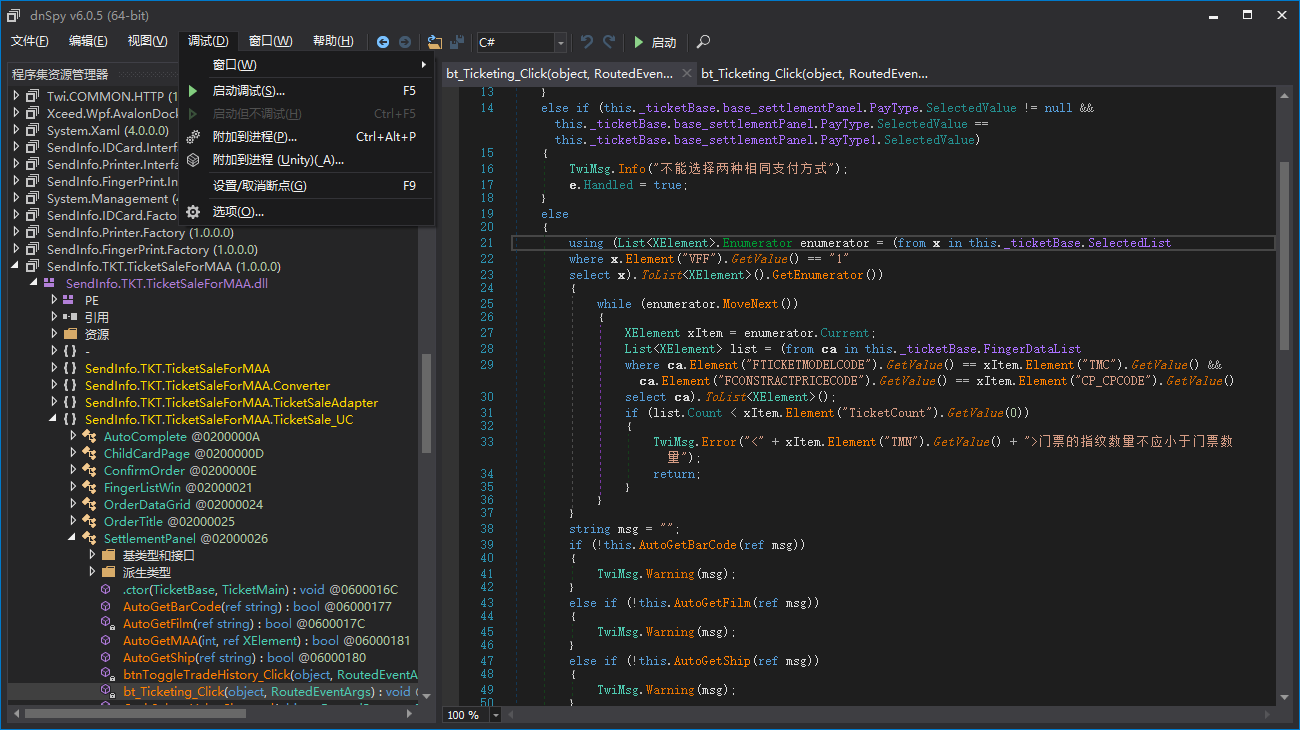 dnSpy v6.0.5 (64-bit)
文件(F) 编辑(E) 视图(V) 调试(D) 窗口(W) 帮助(H) C# 启动
程序集资源管理器
Twi.COMMON.HTTP (1
Xceed.Wpf.AvalonDock
System.Xaml (4.0.0.0)
SendInfo.IDCard.Interfa
SendInfo.Printer.Interfa
SendInfo.FingerPrint.In
System.Management (4
SendInfo.IDCard.Facto
SendInfo.Printer.Factory (1.0.0.0)
SendInfo.FingerPrint.Factory (1.0.0.0)
SendInfo.TKT.TicketSaleForMAA (1.0.0.0)
SendInfo.TKT.TicketSaleForMAA.dll
PE
引用
资源
{ } -
{ } SendInfo.TKT.TicketSaleForMAA
{ } SendInfo.TKT.TicketSaleForMAA.Converter
{ } SendInfo.TKT.TicketSaleForMAA.TicketSaleAdapter
{ } SendInfo.TKT.TicketSaleForMAA.TicketSale_UC
AutoComplete @0200000A
ChildCardPage @0200000D
ConfirmOrder @0200000E
FingerListWin @02000021
OrderDataGrid @02000024
OrderTitle @02000025
SettlementPanel @02000026
基类型和接口
派生类型
.ctor(TicketBase, TicketMain) : void @0600016C
AutoGetBarCode(ref string) : bool @06000177
AutoGetFilm(ref string) : bool @0600017C
AutoGetMAA(int, ref XElement) : bool @06000181
AutoGetShip(ref string) : bool @06000180
btnToggleTradeHistory_Click(object, RoutedEventA
bt_Ticketing_Click(object, RoutedEventArgs) : void
窗口(W)
启动调试(S)... F5
启动但不调试(H) Ctrl+F5
附加到进程(P)... Ctrl+Alt+P
附加到进程 (Unity)(_A)...
设置/取消断点(G) F9
选项(O)...
bt_Ticketing_Click(object, RoutedEven... bt_Ticketing_Click(object, RoutedEven...
13 }
14 else if (this._ticketBase.base_settlementPanel.PayType.SelectedValue != null &&
this._ticketBase.base_settlementPanel.PayType.SelectedValue ==
this._ticketBase.base_settlementPanel.PayType1.SelectedValue)
15 {
16 TwiMsg.Info("不能选择两种相同支付方式");
17 e.Handled = true;
18 }
19 else
20 {
21 using (List<XElement>.Enumerator enumerator = (from x in this._ticketBase.SelectedList
22 where x.Element("VFF").GetValue() == "1"
23 select x).ToList<XElement>().GetEnumerator())
24 {
25 while (enumerator.MoveNext())
26 {
27 XElement xItem = enumerator.Current;
28 List<XElement> list = (from ca in this._ticketBase.FingerDataList
29 where ca.Element("FTICKETMODELCODE").GetValue() == xItem.Element("TMC").GetValue() &&
ca.Element("FCONSTRACTPRICECODE").GetValue() == xItem.Element("CP_CPCODE").GetValue()
30 select ca).ToList<XElement>();
31 if (list.Count < xItem.Element("TicketCount").GetValue(0))
32 {
33 TwiMsg.Error("<" + xItem.Element("TMN").GetValue() + ">门票的指纹数量不应小于门票数
量");
34 return;
35 }
36 }
37 }
38 string msg = "";
39 if (!this.AutoGetBarCode(ref msg))
40 {
41 TwiMsg.Warning(msg);
42 }
43 else if (!this.AutoGetFilm(ref msg))
44 {
45 TwiMsg.Warning(msg);
46 }
47 else if (!this.AutoGetShip(ref msg))
48 {
49 TwiMsg.Warning(msg);
50 }
100 %